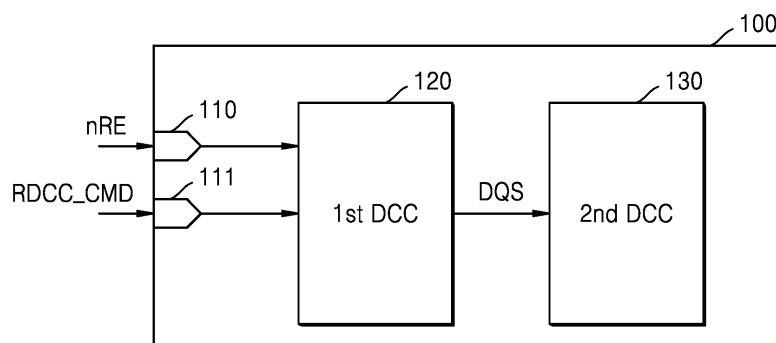 100
nRE
110
RDCC_CMD
111
120
1st DCC
DQS
130
2nd DCC